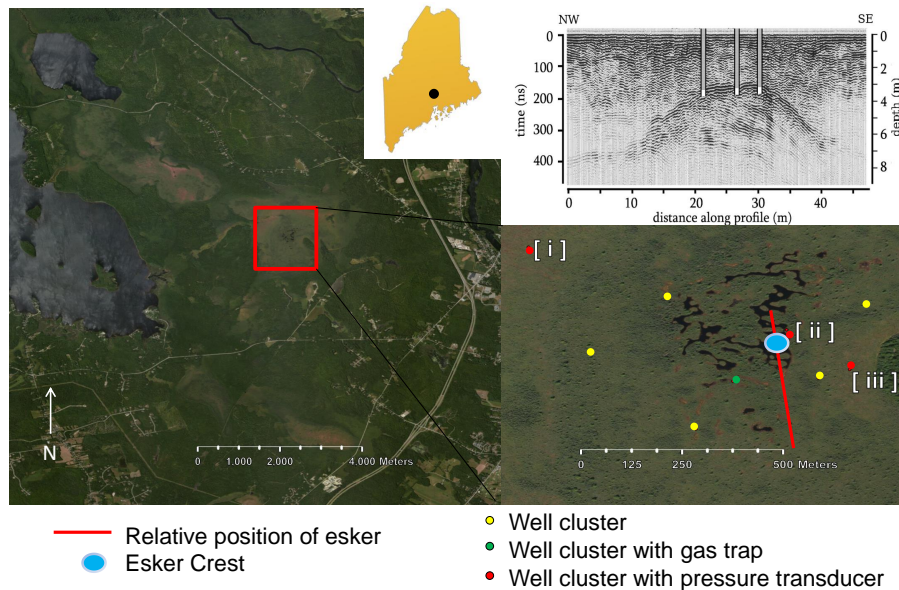 NW
SE
0
100
200
300
400
time (ns)
0
2
4
6
8
depth (m)
0
10
20
30
40
distance along profile (m)
[ i ]
[ ii ]
[ iii ]
N
0
1.000
2.000
4.000 Meters
0
125
250
500 Meters
Relative position of esker
Esker Crest
Well cluster
Well cluster with gas trap
Well cluster with pressure transducer